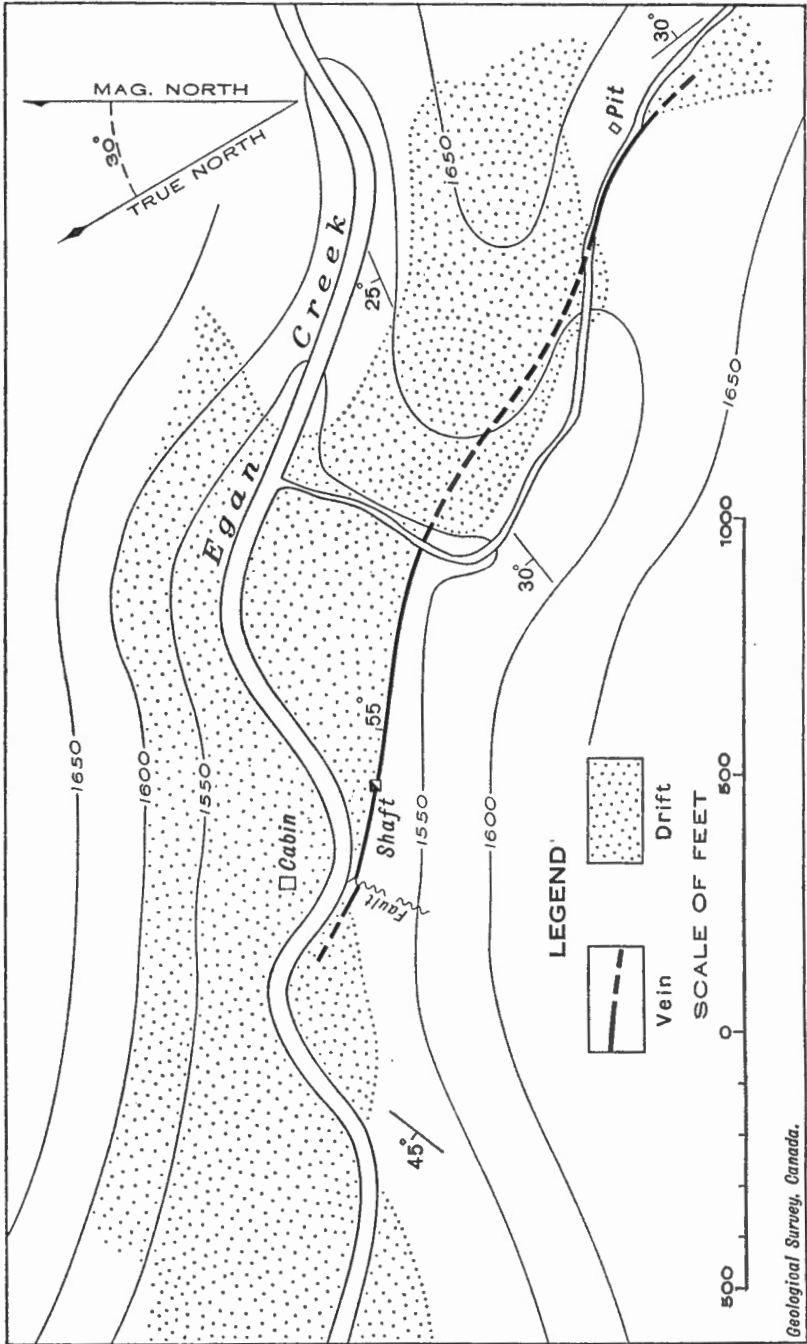 MAG. NORTH
30°
TRUE NORTH
1650
1600
1550
Egan Creek
25°
1650
Pit
30°
Cabin
Shaft
55°
Fault
1550
1600
30°
1650
45°
LEGEND
Vein
Drift
SCALE OF FEET
500 0 500 1000
Geological Survey, Canada.